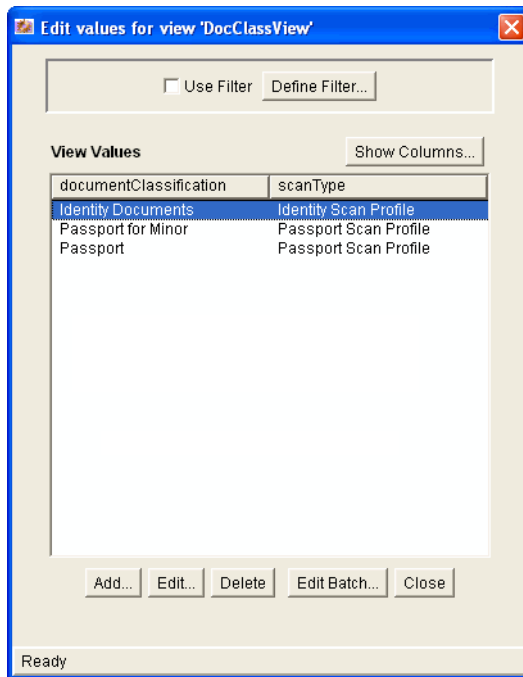 Edit values for view 'DocClassView'
Use Filter Define Filter...
View Values Show Columns...
documentClassification scanType
Identity Documents Identity Scan Profile
Passport for Minor Passport Scan Profile
Passport Passport Scan Profile
Add... Edit... Delete Edit Batch... Close
Ready